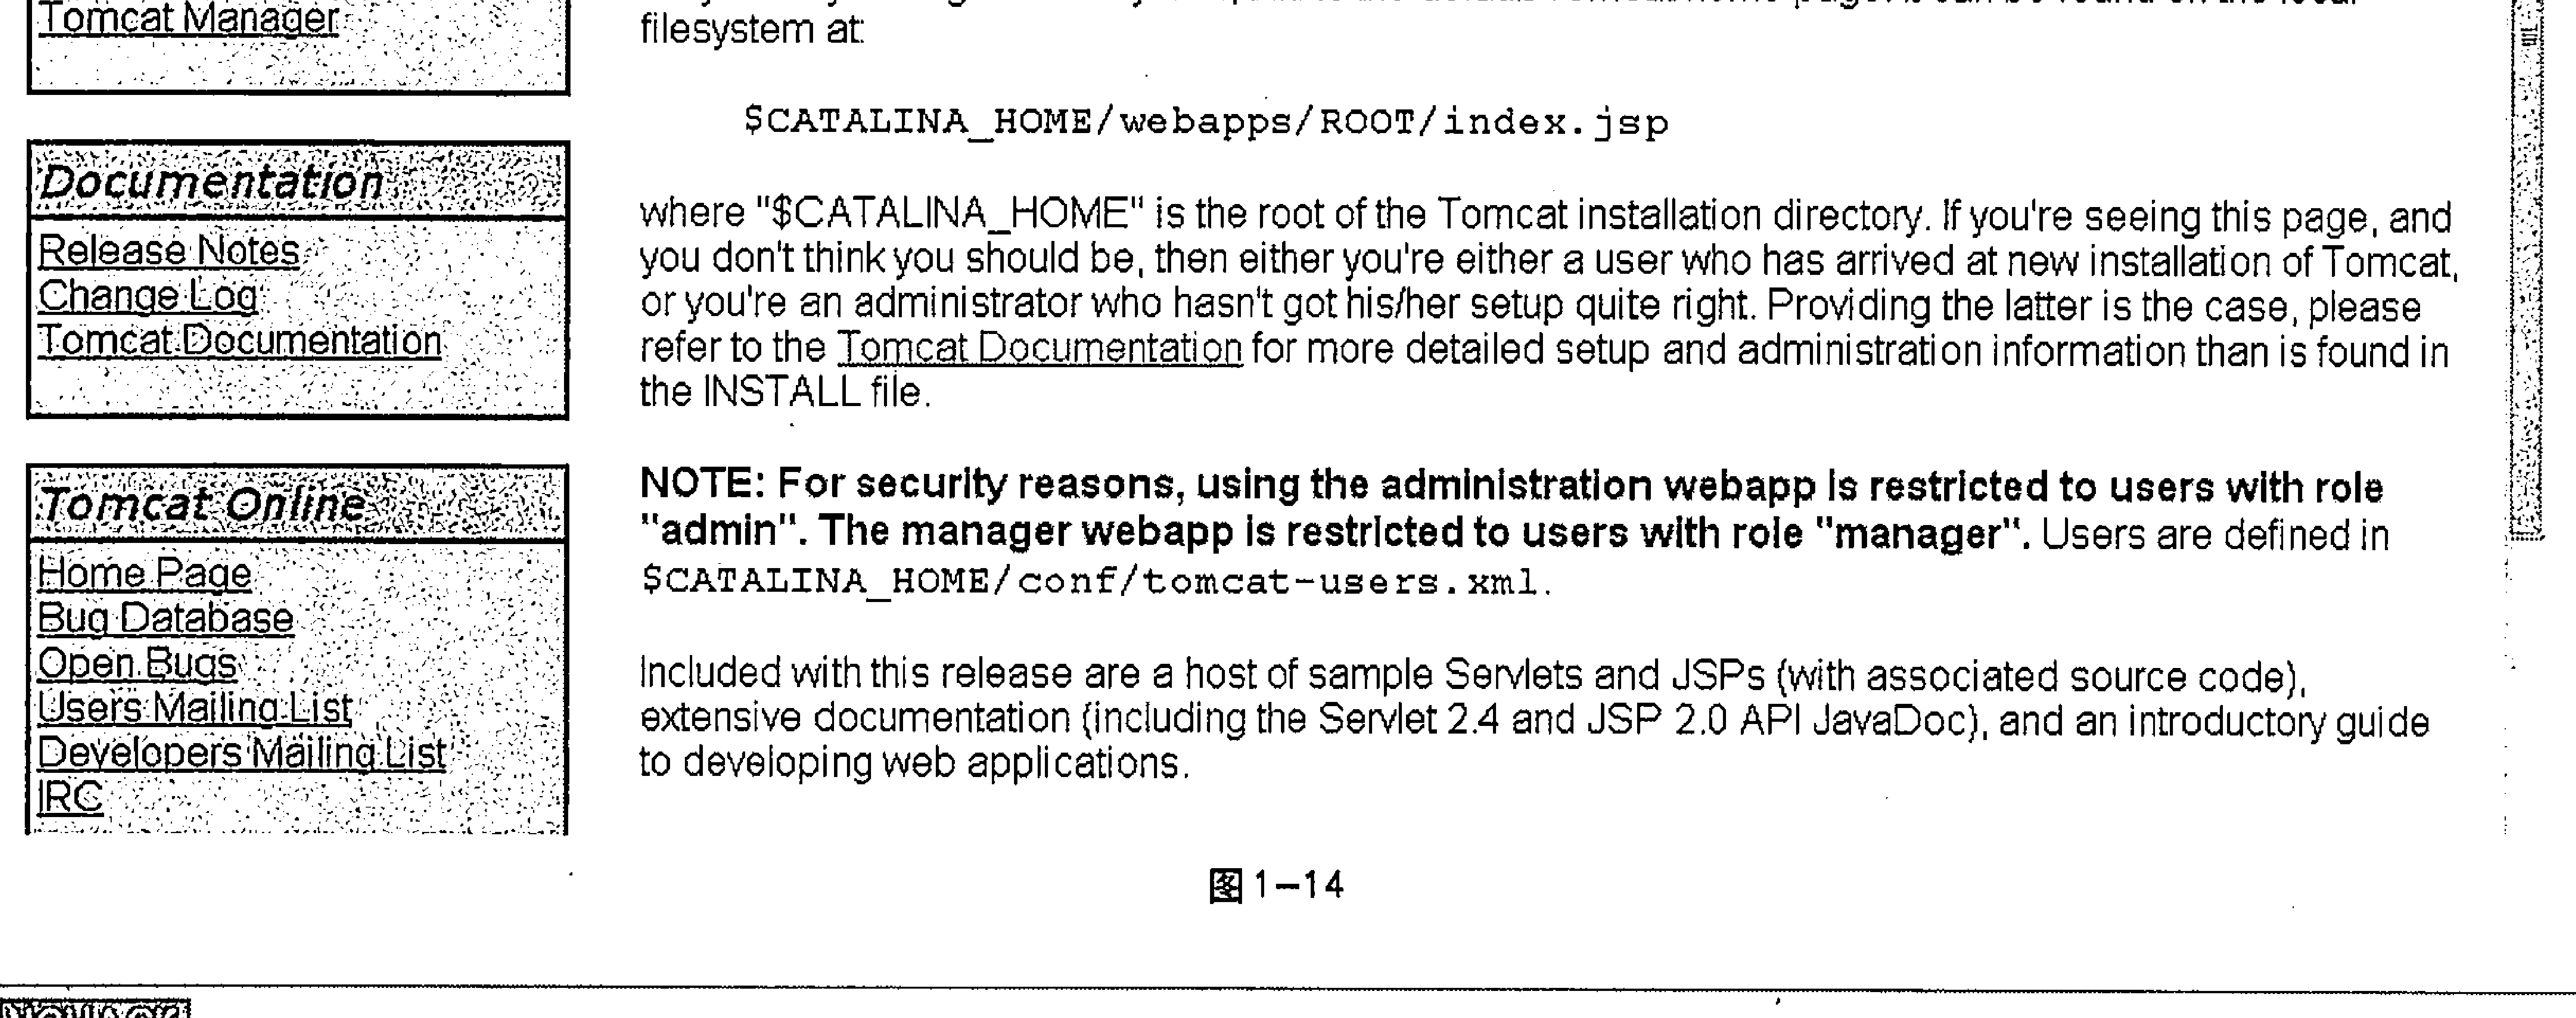 Tomcat Manager
filesystem at:
$CATALINA_HOME/webapps/ROOT/index.jsp
Documentation
Release Notes
Change Log
Tomcat Documentation
where "$CATALINA_HOME" is the root of the Tomcat installation directory. If you're seeing this page, and
you don't think you should be, then either you're either a user who has arrived at new installation of Tomcat,
or you're an administrator who hasn't got his/her setup quite right. Providing the latter is the case, please
refer to the Tomcat Documentation for more detailed setup and administration information than is found in
the INSTALL file.
Tomcat Online
Home Page
Bug Database
Open Bugs
Users Mailing List
Developers Mailing List
IRC
NOTE: For security reasons, using the administration webapp is restricted to users with role
"admin". The manager webapp is restricted to users with role "manager". Users are defined in
$CATALINA_HOME/conf/tomcat-users.xml.
Included with this release are a host of sample Servlets and JSPs (with associated source code),
extensive documentation (including the Servlet 2.4 and JSP 2.0 API JavaDoc), and an introductory guide
to developing web applications.
图1-14